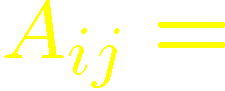 A_{ij} =